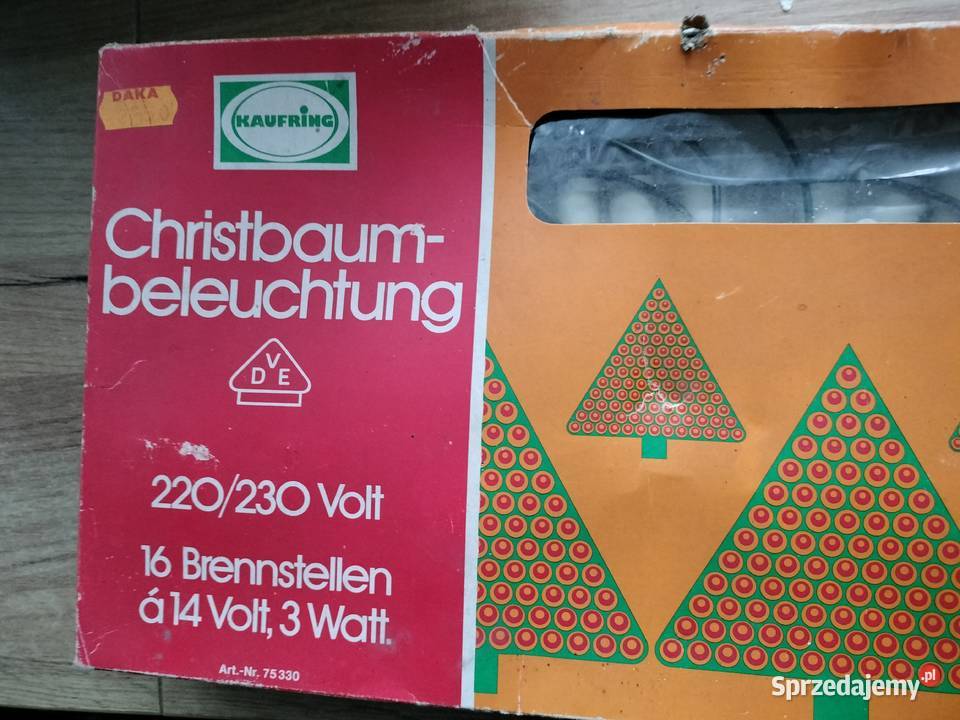 DAKA
KAUFRING
Christbaum-
beleuchtung
VDE
220/230 Volt
16 Brennstellen
á 14 Volt, 3 Watt.
Art.-Nr. 75330
Sprzedajemy.pl